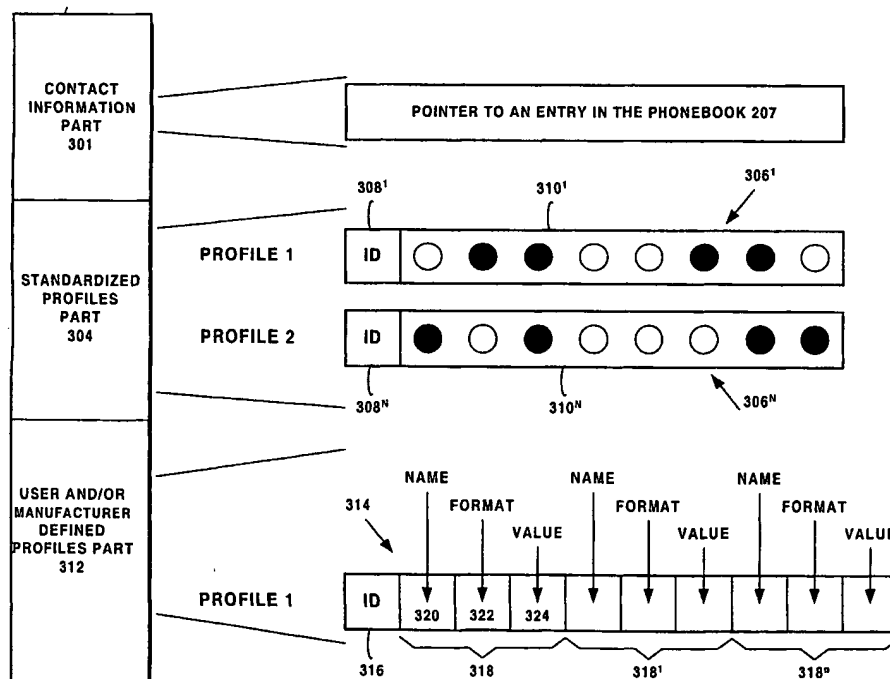 CONTACT
INFORMATION
PART
301
POINTER TO AN ENTRY IN THE PHONEBOOK 207
308¹
310¹
306¹
PROFILE 1
ID
STANDARDIZED
PROFILES
PART
304
PROFILE 2
ID
308ᴺ
310ᴺ
306ᴺ
USER AND/OR
MANUFACTURER
DEFINED
PROFILES PART
312
314
NAME
FORMAT
VALUE
NAME
FORMAT
VALUE
NAME
FORMAT
VALUE
PROFILE 1
ID
320
322
324
316
318
318¹
318ⁿ